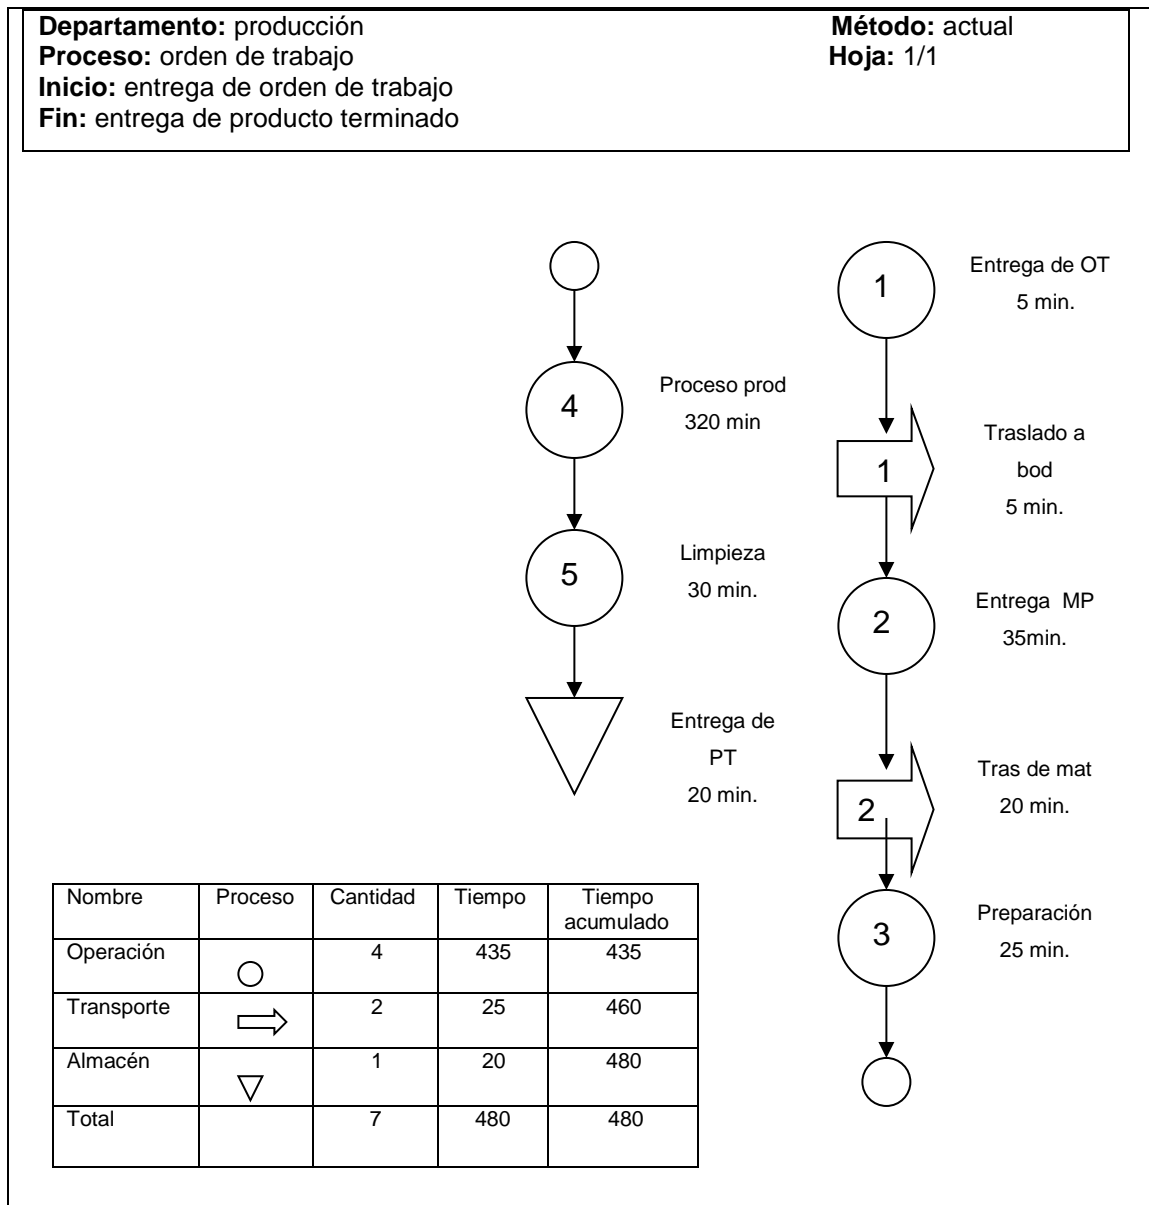 Departamento: producción Método: actual
Proceso: orden de trabajo Hoja: 1/1
Inicio: entrega de orden de trabajo
Fin: entrega de producto terminado
1
Entrega de OT
5 min.
1
Traslado a
bod
5 min.
2
Entrega MP
35min.
2
Tras de mat
20 min.
3
Preparación
25 min.
4
Proceso prod
320 min
5
Limpieza
30 min.
Entrega de
PT
20 min.
Nombre Proceso Cantidad Tiempo Tiempo
acumulado
Operación 4 435 435
Transporte 2 25 460
Almacén 1 20 480
Total 7 480 480